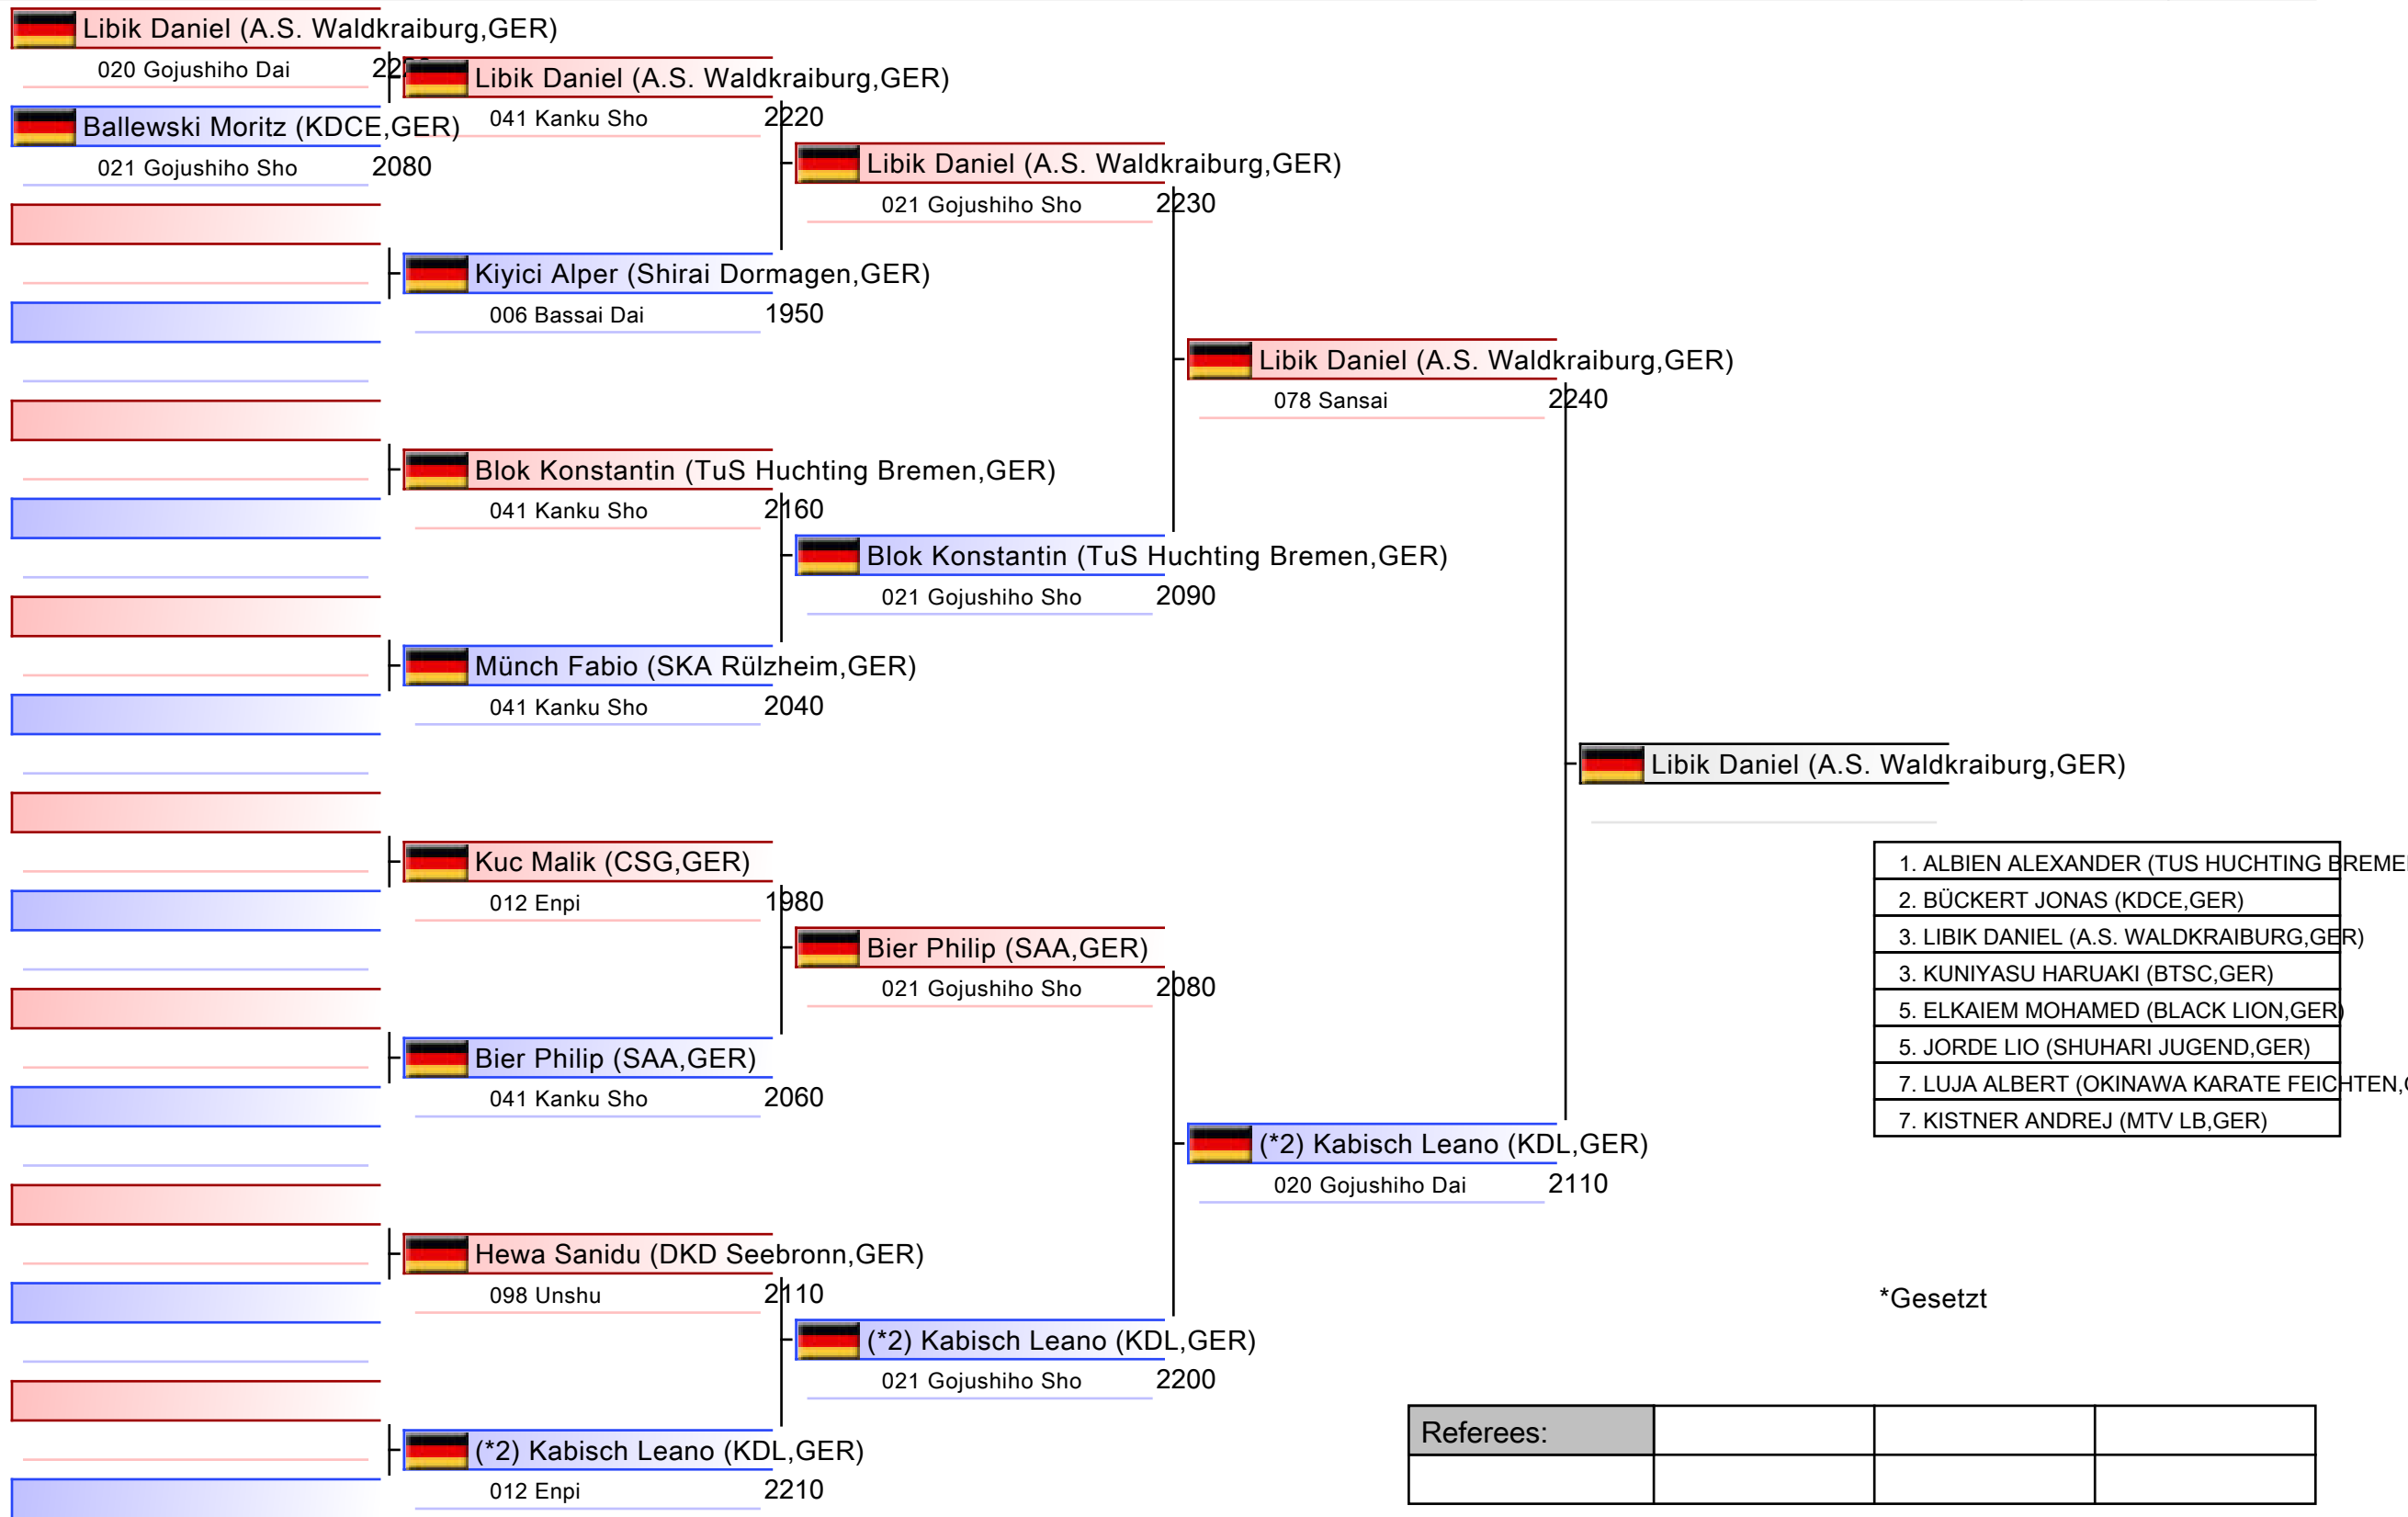 Libik Daniel (A.S. Waldkraiburg,GER)
020 Gojushiho Dai
Ballewski Moritz (KDCE,GER)
021 Gojushiho Sho 2080
Libik Daniel (A.S. Waldkraiburg,GER)
041 Kanku Sho 2220
Kiyici Alper (Shirai Dormagen,GER)
006 Bassai Dai 1950
Blok Konstantin (TuS Huchting Bremen,GER)
041 Kanku Sho 2160
Münch Fabio (SKA Rülzheim,GER)
041 Kanku Sho 2040
Kuc Malik (CSG,GER)
012 Enpi 1980
Bier Philip (SAA,GER)
041 Kanku Sho 2060
Hewa Sanidu (DKD Seebronn,GER)
098 Unshu 2110
(*2) Kabisch Leano (KDL,GER)
012 Enpi 2210
Libik Daniel (A.S. Waldkraiburg,GER)
021 Gojushiho Sho 2230
Blok Konstantin (TuS Huchting Bremen,GER)
021 Gojushiho Sho 2090
Bier Philip (SAA,GER)
021 Gojushiho Sho 2080
(*2) Kabisch Leano (KDL,GER)
021 Gojushiho Sho 2200
Libik Daniel (A.S. Waldkraiburg,GER)
078 Sansai 2240
(*2) Kabisch Leano (KDL,GER)
020 Gojushiho Dai 2110
Libik Daniel (A.S. Waldkraiburg,GER)
1. ALBIEN ALEXANDER (TUS HUCHTING
2. BÜCKERT JONAS (KDCE,GER)
3. LIBIK DANIEL (A.S. WALDKRAIBURG,GER)
3. KUNIYASU HARUAKI (BTSC,GER)
5. ELKAIEM MOHAMED (BLACK LION,GER)
5. JORDE LIO (SHUHARI JUGEND,GER)
7. LUJA ALBERT (OKINAWA KARATE FEICHTEN,
7. KISTNER ANDREJ (MTV LB,GER)
*Gesetzt
Referees: